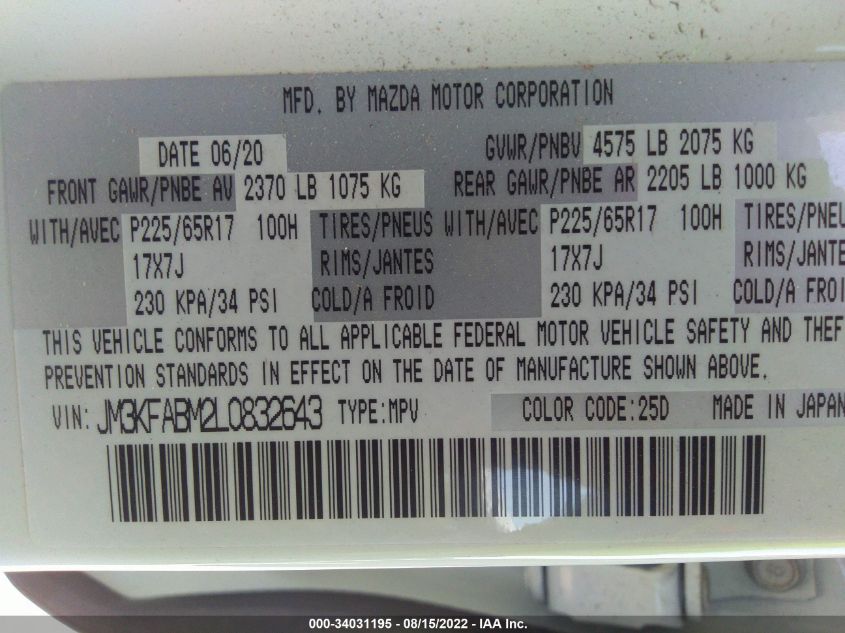 MFD. BY MAZDA MOTOR CORPORATION
DATE 06/20 GVWR/PNBV 4575 LB 2075 KG
FRONT GAWR/PNBE AV 2370 LB 1075 KG REAR GAWR/PNBE AR 2205 LB 1000 KG
WITH/AVEC P225/65R17 100H TIRES/PNEUS WITH/AVEC P225/65R17 100H TIRES/PNEU
17X7J RIMS/JANTES 17X7J RIMS/JANTES
230 KPA/34 PSI COLD/A FROID 230 KPA/34 PSI COLD/A FROI
THIS VEHICLE CONFORMS TO ALL APPLICABLE FEDERAL MOTOR VEHICLE SAFETY AND THEF
PREVENTION STANDARDS IN EFFECT ON THE DATE OF MANUFACTURE SHOWN ABOVE.
VIN: JM3KFABM2L0832643 TYPE:MPV COLOR CODE:25D MADE IN JAPAN
000-34031195 - 08/15/2022 - IAA Inc.